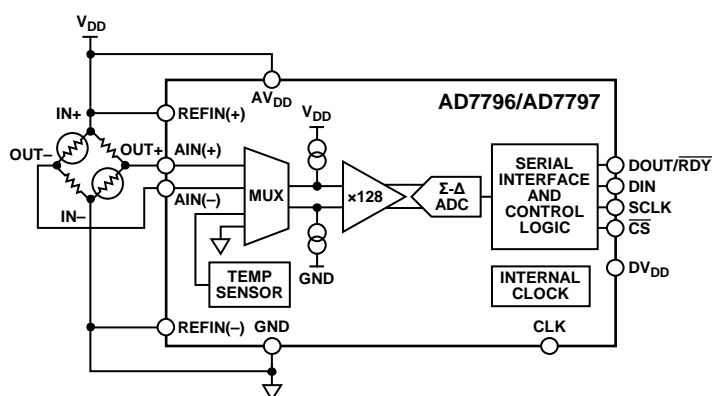 VDD
AVDD
IN+
REFIN(+)
VDD
AD7796/AD7797
OUT–
OUT+
AIN(+)
AIN(–)
MUX
×128
Σ-Δ
ADC
SERIAL
INTERFACE
AND
CONTROL
LOGIC
DOUT/RDY
DIN
SCLK
CS
IN–
GND
TEMP
SENSOR
INTERNAL
CLOCK
DVDD
REFIN(–)
GND
CLK